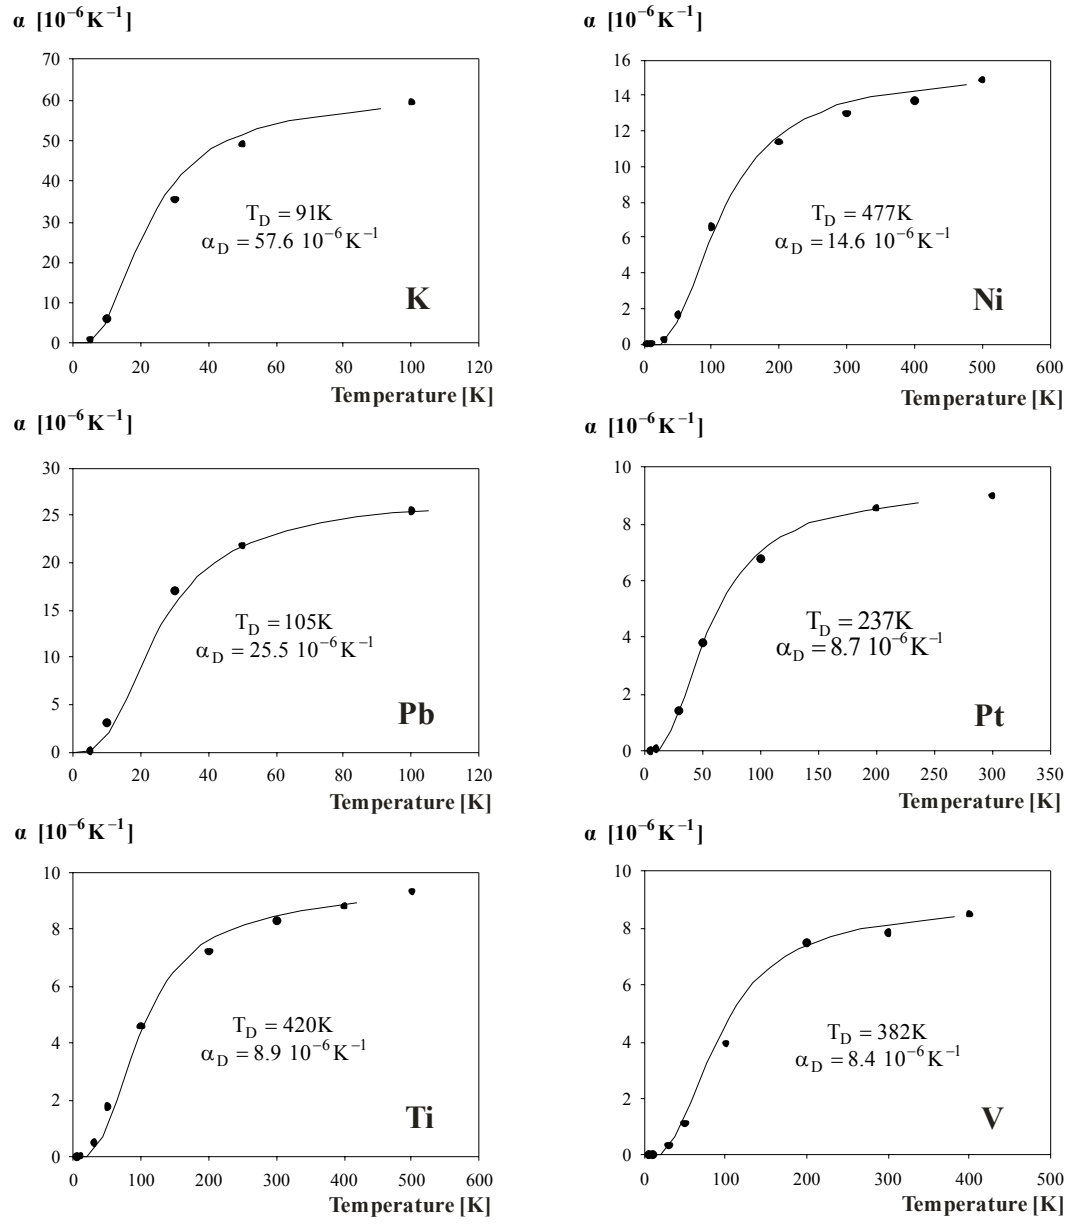 α [10⁻⁶K⁻¹]
70
60
50
40
30
20
10
0
T_D = 91K
α_D = 57.6 10⁻⁶K⁻¹
K
0 20 40 60 80 100 120
Temperature [K]
α [10⁻⁶K⁻¹]
16
14
12
10
8
6
4
2
0
T_D = 477K
α_D = 14.6 10⁻⁶K⁻¹
Ni
0 100 200 300 400 500 600
Temperature [K]
α [10⁻⁶K⁻¹]
30
25
20
15
10
5
0
T_D = 105K
α_D = 25.5 10⁻⁶K⁻¹
Pb
0 20 40 60 80 100 120
Temperature [K]
α [10⁻⁶K⁻¹]
10
8
6
4
2
0
T_D = 237K
α_D = 8.7 10⁻⁶K⁻¹
Pt
0 50 100 150 200 250 300 350
Temperature [K]
α [10⁻⁶K⁻¹]
10
8
6
4
2
0
T_D = 420K
α_D = 8.9 10⁻⁶K⁻¹
Ti
0 100 200 300 400 500 600
Temperature [K]
α [10⁻⁶K⁻¹]
10
8
6
4
2
0
T_D = 382K
α_D = 8.4 10⁻⁶K⁻¹
V
0 100 200 300 400 500
Temperature [K]